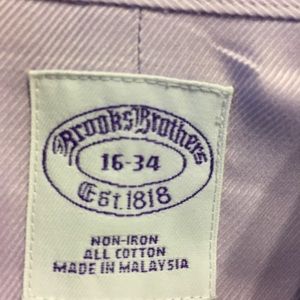 Brooks Brothers
16-34
Est. 1818
NON-IRON
ALL COTTON
MADE IN MALAYSIA